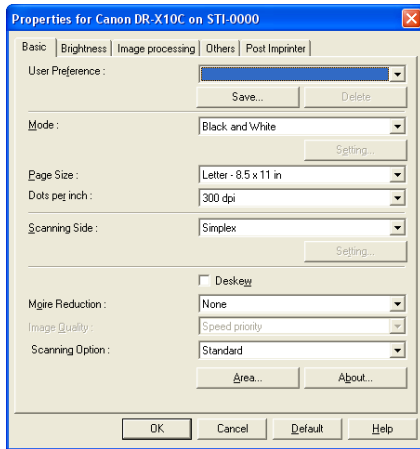 Properties for Canon DR-X10C on STI-0000
Basic Brightness Image processing Others Post Imprinter
User Preference :
Save... Delete
Mode : Black and White
Setting...
Page Size : Letter - 8.5 x 11 in
Dots per inch : 300 dpi
Scanning Side : Simplex
Setting...
Deskew
Moire Reduction : None
Image Quality : Speed priority
Scanning Option : Standard
Area... About...
OK Cancel Default Help